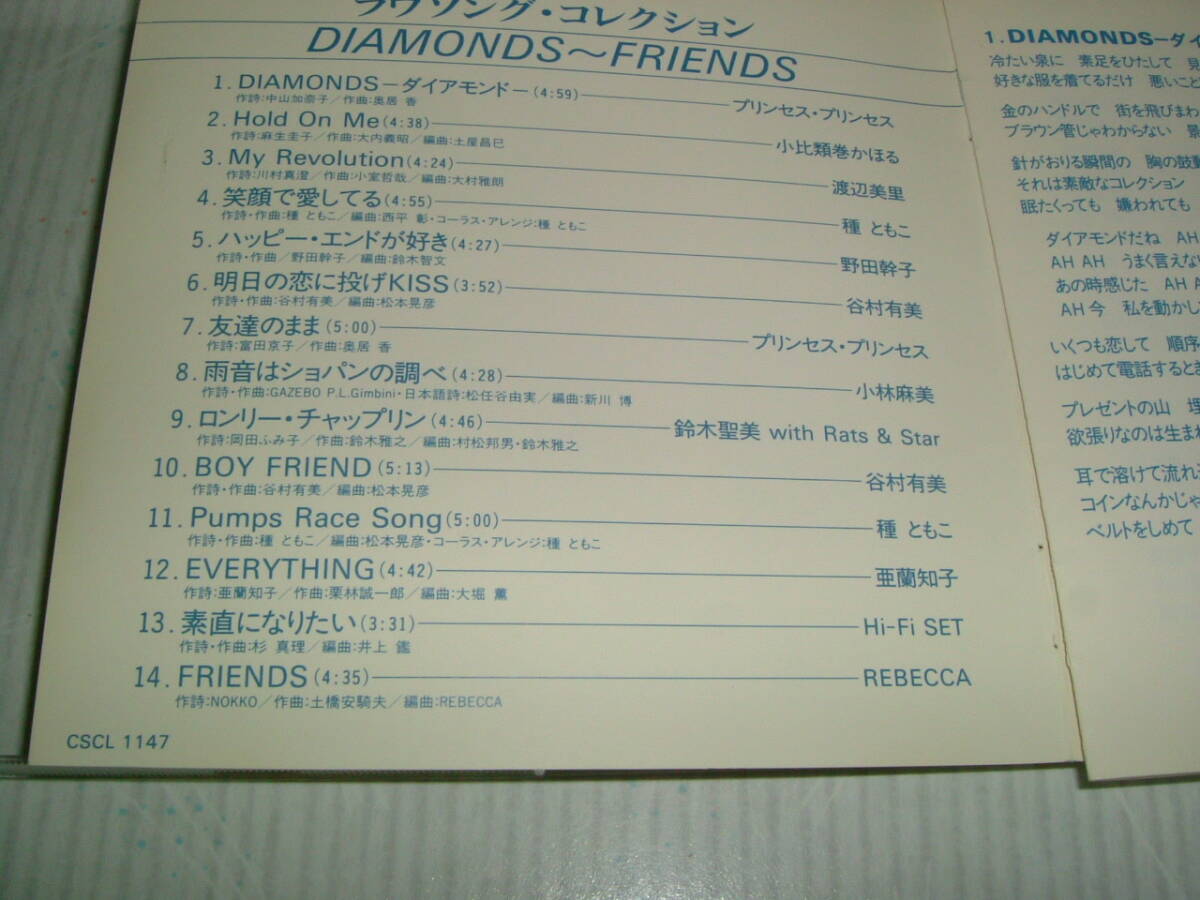 ラヴソング・コレクション
DIAMONDS〜FRIENDS
1. DIAMONDS－ダイアモンド－(4:59) プリンセス・プリンセス
作詩:中山加奈子／作曲:奥居 香
2. Hold On Me(4:38) 小比類巻かほる
作詩:麻生圭子／作曲:大内義昭／編曲:土屋昌巳
3. My Revolution(4:24) 渡辺美里
作詩:川村真澄／作曲:小室哲哉／編曲:大村雅朗
4. 笑顔で愛してる(4:55) 種 ともこ
作詩・作曲:種 ともこ／編曲:西平 彰・コーラス・アレンジ:種 ともこ
5. ハッピー・エンドが好き(4:27) 野田幹子
作詩・作曲／野田幹子／編曲:鈴木智文
6. 明日の恋に投げKISS(3:52) 谷村有美
作詩・作曲:谷村有美／編曲:松本晃彦
7. 友達のまま(5:00) プリンセス・プリンセス
作詩:富田京子／作曲:奥居 香
8. 雨音はショパンの調べ(4:28) 小林麻美
作詩・作曲:GAZEBO P.L.Gimbini・日本語詩:松任谷由実／編曲:新川 博
9. ロンリー・チャップリン(4:46) 鈴木聖美 with Rats & Star
作詩:岡田ふみ子／作曲:鈴木雅之／編曲:村松邦男・鈴木雅之
10. BOY FRIEND(5:13) 谷村有美
作詩・作曲:谷村有美／編曲:松本晃彦
11. Pumps Race Song(5:00) 種 ともこ
作詩・作曲:種 ともこ／編曲:松本晃彦・コーラス・アレンジ:種 ともこ
12. EVERYTHING(4:42) 亜蘭知子
作詩:亜蘭知子／作曲:栗林誠一郎／編曲:大堀 薫
13. 素直になりたい(3:31) Hi-Fi SET
作詩・作曲:杉 真理／編曲:井上 鑑
14. FRIENDS(4:35) REBECCA
作詩:NOKKO／作曲:土橋安騎夫／編曲:REBECCA
CSCL 1147
1. DIAMONDS－ダイ
冷たい泉に 素足をひたして 見
好きな服を着てるだけ 悪いこと
金のハンドルで 街を飛びまわ
ブラウン管じゃわからない 景
針がおりる瞬間の 胸の鼓動
それは素敵なコレクション
眠たくっても 嫌われても
ダイアモンドだね AH
AH AH うまく言えない
あの時感じた AH A
AH 今 私を動かし
いくつも恋して 順序
はじめて電話すると
プレゼントの山 埋
欲張りなのは生まれ
耳で溶けて流れ
コインなんかじゃ
ベルトをしめて